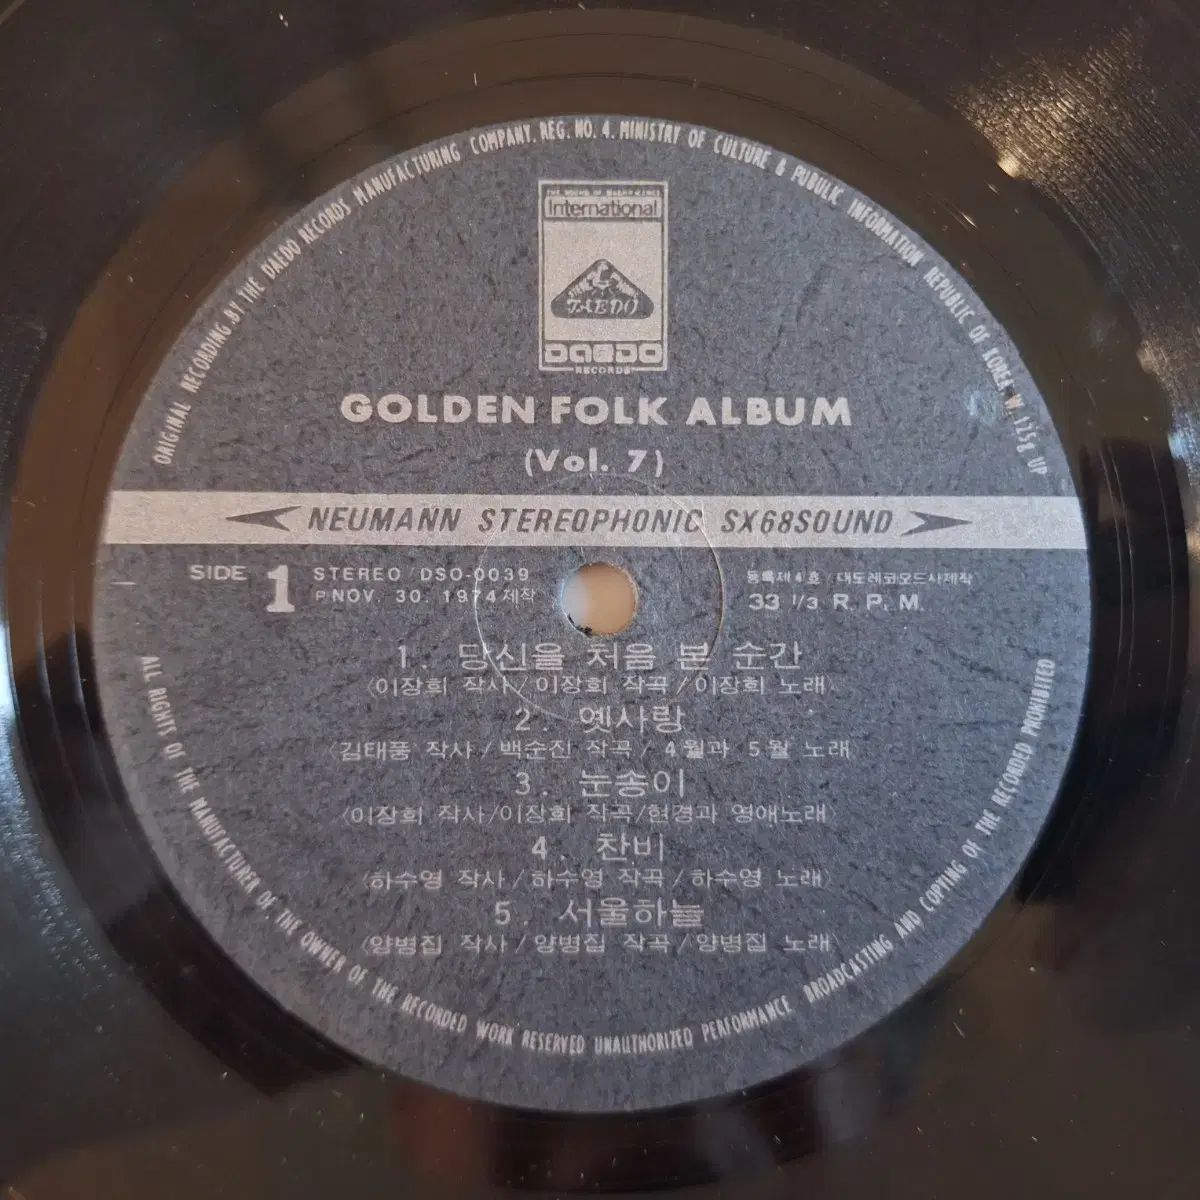 ORIGINAL RECORDING BY THE DAEDO RECORDS MANUFACTURING COMPANY. REG. NO. 4. MINISTRY OF CULTURE & PUBULIC INFORMATION REPUBLIC OF KOREA W. 125g UP
THE SOUND OF
International
TAEDO
DAEDO
RECORDS
GOLDEN FOLK ALBUM
(Vol. 7)
NEUMANN STEREOPHONIC SX68SOUND
SIDE 1
STEREO / DSO-0039
P NOV. 30. 1974 제작
등록제4호 / 대도레코오드사제작
33 1/3 R. P. M.
1. 당신을 처음 본 순간
(이장희 작사/이장희 작곡/이장희 노래)
2. 옛사랑
(김태풍 작사/백순진 작곡/4월과 5월 노래
3. 눈송이
(이장희 작사/이장희 작곡/현경과 영애노래)
4. 찬비
(하수영 작사/하수영 작곡/하수영 노래)
5. 서울하늘
(양병집 작사/양병집 작곡/양병집 노래)
ALL RIGHTS OF THE MANUFACTURER OF THE OWNER OF THE RECORDED WORK RESERVED UNAUTHORIZED PERFORMANCE BROADCASTING AND COPYING OF THE RECORDED PROHIBITED